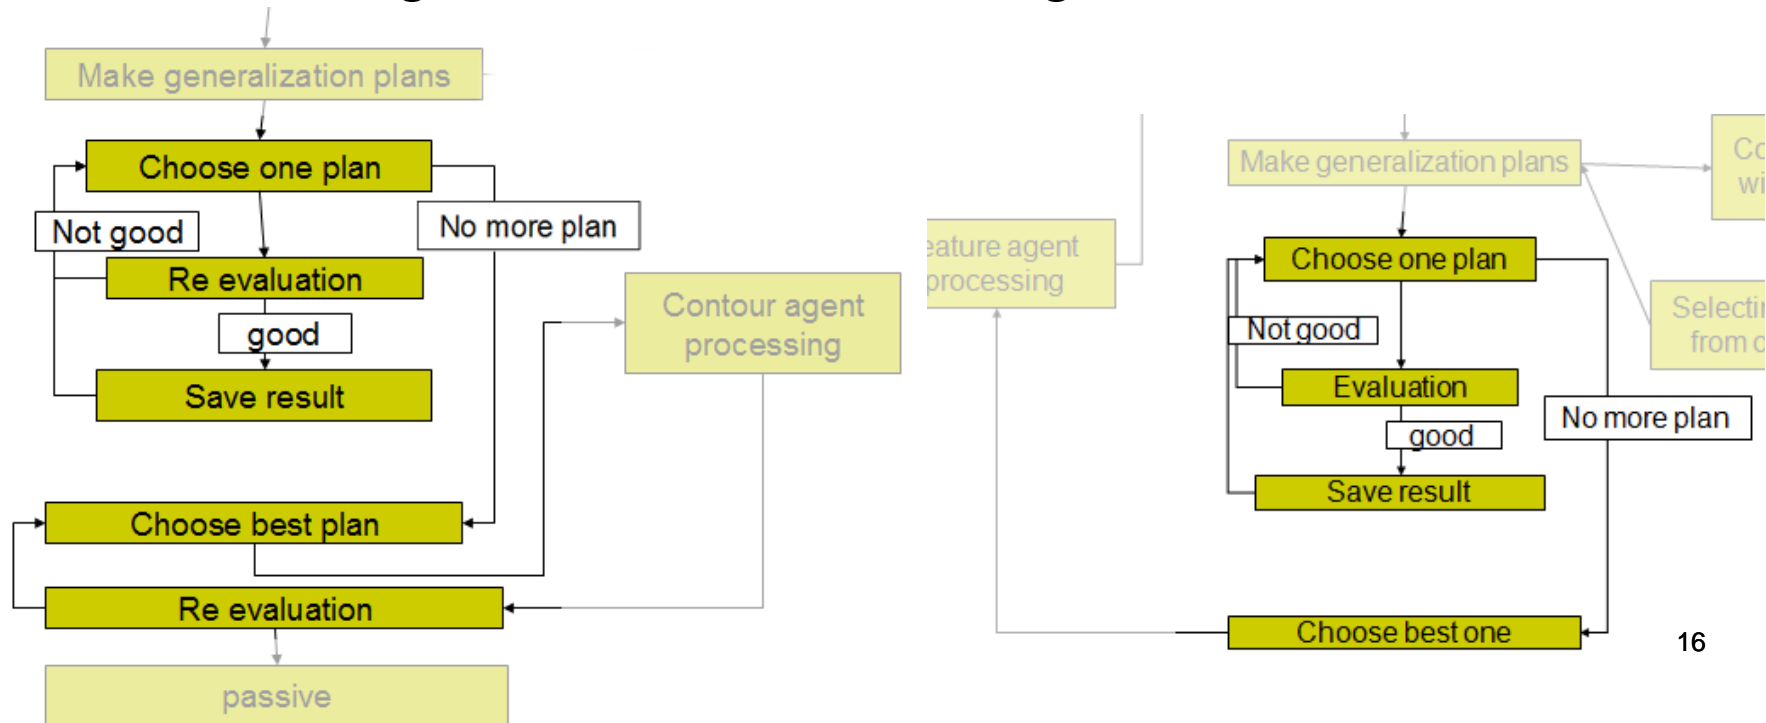 Make generalization plans
Choose one plan
Not good
No more plan
Re evaluation
good
Save result
Contour agent
processing
Choose best plan
Re evaluation
passive
Make generalization plans
agent
processing
Choose one plan
Not good
Evaluation
good
No more plan
Save result
from
Choose best one
16